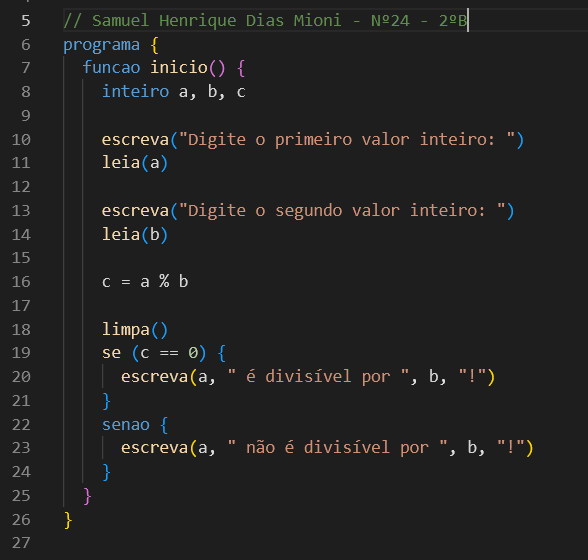 5 // Samuel Henrique Dias Mioni - Nº24 - 2ºB
6 programa {
7 funcao inicio() {
8 inteiro a, b, c
9
10 escreva("Digite o primeiro valor inteiro: ")
11 leia(a)
12
13 escreva("Digite o segundo valor inteiro: ")
14 leia(b)
15
16 c = a % b
17
18 limpa()
19 se (c == 0) {
20 escreva(a, " é divisível por ", b, "!")
21 }
22 senao {
23 escreva(a, " não é divisível por ", b, "!")
24 }
25 }
26 }
27